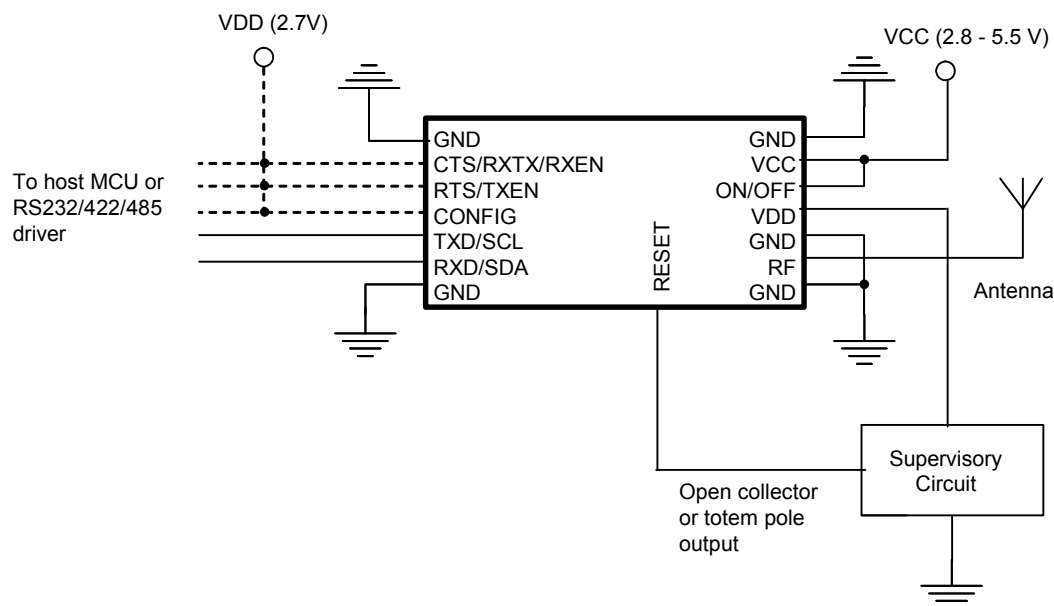 VDD (2.7V)
VCC (2.8 - 5.5 V)
To host MCU or
RS232/422/485
driver
GND
CTS/RXTX/RXEN
RTS/TXEN
CONFIG
TXD/SCL
RXD/SDA
GND
RESET
GND
VCC
ON/OFF
VDD
GND
RF
GND
Antenna
Supervisory
Circuit
Open collector
or totem pole
output